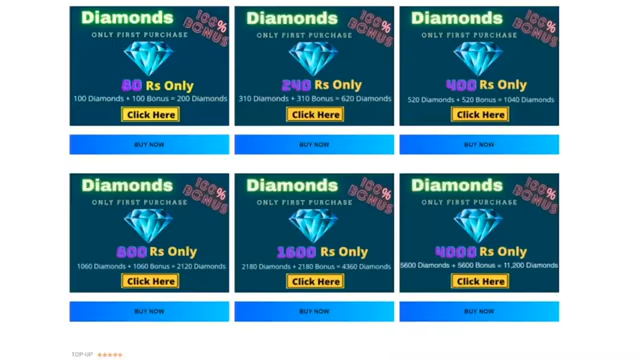 Diamonds
100% BONUS
ONLY FIRST PURCHASE
80 Rs Only
100 Diamonds + 100 Bonus = 200 Diamonds
Click Here
BUY NOW
Diamonds
100% BONUS
ONLY FIRST PURCHASE
240 Rs Only
310 Diamonds + 310 Bonus = 620 Diamonds
Click Here
BUY NOW
Diamonds
100% BONUS
ONLY FIRST PURCHASE
400 Rs Only
520 Diamonds + 520 Bonus = 1040 Diamonds
Click Here
BUY NOW
Diamonds
100% BONUS
ONLY FIRST PURCHASE
800 Rs Only
1060 Diamonds + 1060 Bonus = 2120 Diamonds
Click Here
BUY NOW
Diamonds
100% BONUS
ONLY FIRST PURCHASE
1600 Rs Only
2180 Diamonds + 2180 Bonus = 4360 Diamonds
Click Here
BUY NOW
Diamonds
100% BONUS
ONLY FIRST PURCHASE
4000 Rs Only
5600 Diamonds + 5600 Bonus = 11,200 Diamonds
Click Here
BUY NOW
TOP-UP